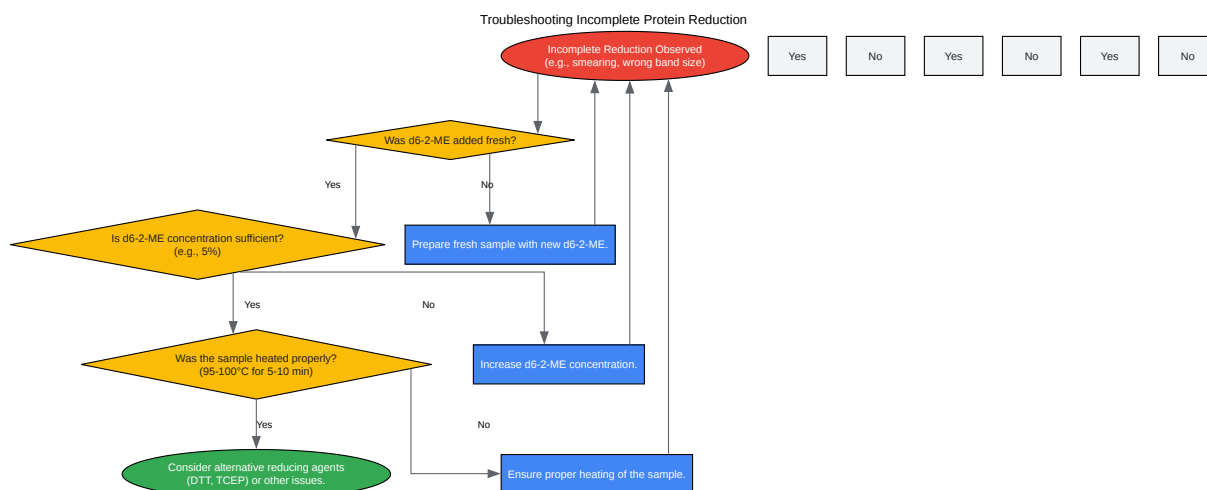 Troubleshooting Incomplete Protein Reduction
Incomplete Reduction Observed
(e.g., smearing, wrong band size)
Yes
No
Yes
No
Yes
No
Was d6-2-ME added fresh?
Yes
No
Is d6-2-ME concentration sufficient?
(e.g., 5%)
Prepare fresh sample with new d6-2-ME.
Yes
No
Was the sample heated properly?
(95-100°C for 5-10 min)
Increase d6-2-ME concentration.
Yes
No
Consider alternative reducing agents
(DTT, TCEP) or other issues.
Ensure proper heating of the sample.